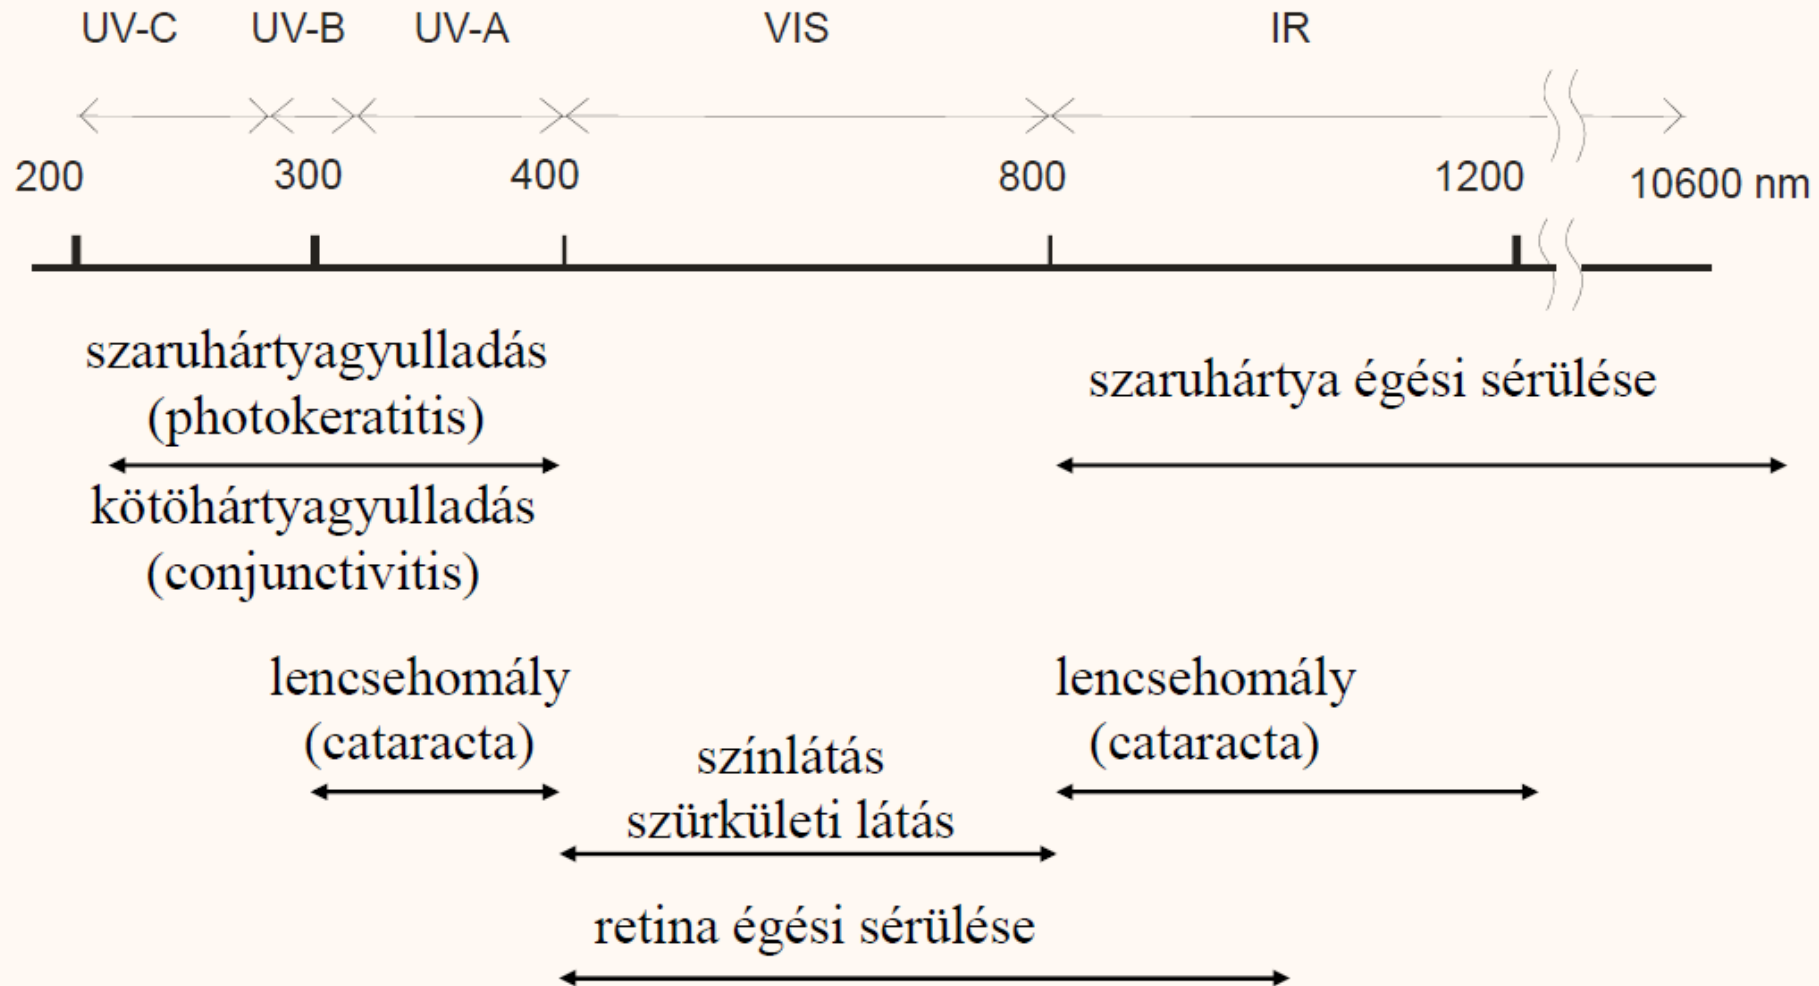 UV-C UV-B UV-A VIS IR
200 300 400 800 1200 10600 nm
szaruhártyagyulladás
(photokeratitis)
szaruhártya égési sérülése
kötöhártyagyulladás
(conjunctivitis)
lencsehomály
(cataracta)
lencsehomály
(cataracta)
színlátás
szürkületi látás
retina égési sérülése